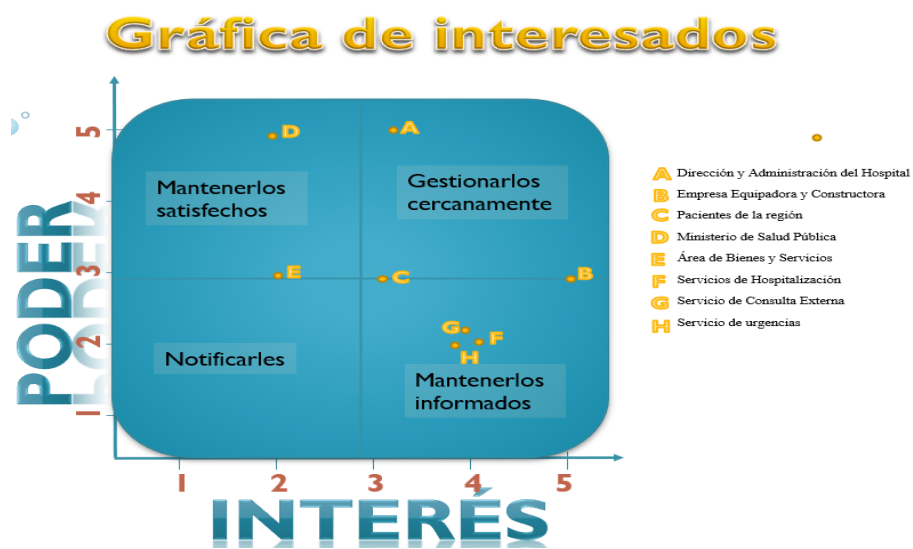 Gráfica de interesados
PODER
5
4
3
2
1
D
A
Mantenerlos
satisfechos
Gestionarlos
cercanamente
E
C
B
G
F
H
Notificarles
Mantenerlos
informados
1
2
3
4
5
INTERÉS
A Dirección y Administración del Hospital
B Empresa Equipadora y Constructora
C Pacientes de la región
D Ministerio de Salud Pública
E Área de Bienes y Servicios
F Servicios de Hospitalización
G Servicio de Consulta Externa
H Servicio de urgencias